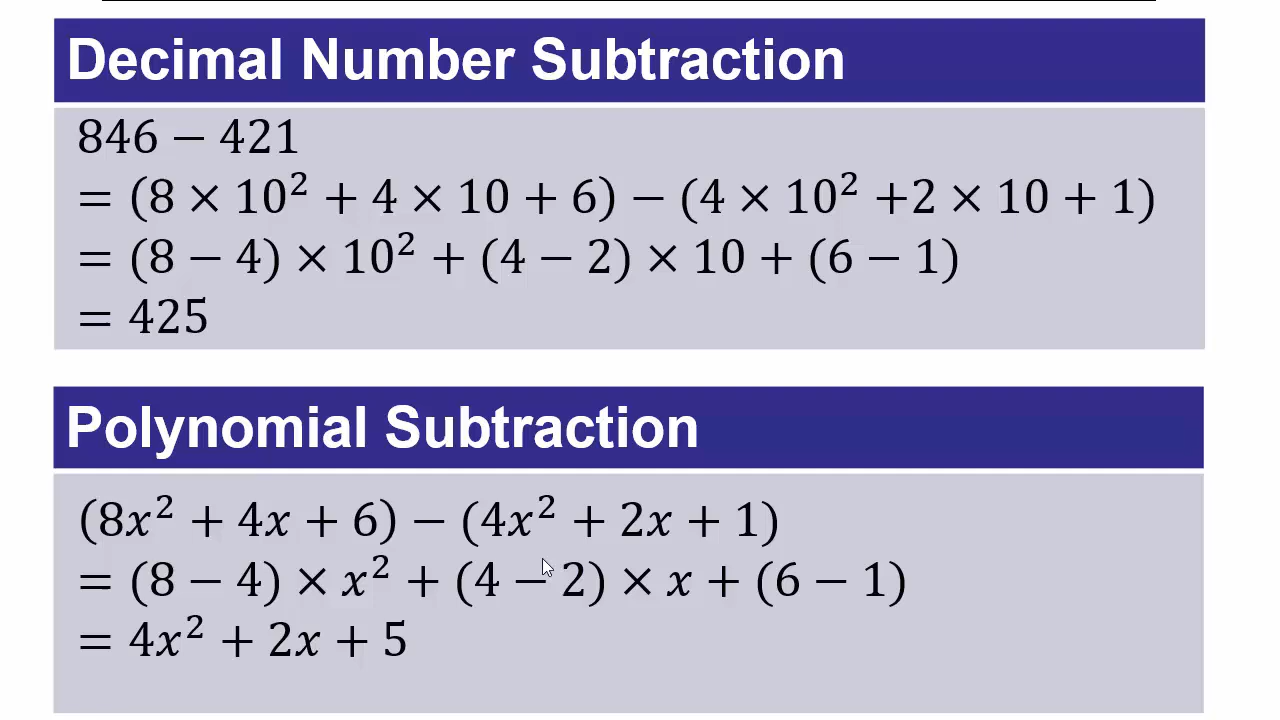 Decimal Number Subtraction
846 − 421
= (8 × 10² + 4 × 10 + 6) − (4 × 10² +2 × 10 + 1)
= (8 − 4) × 10² + (4 − 2) × 10 + (6 − 1)
= 425
Polynomial Subtraction
(8x² + 4x + 6) − (4x² + 2x + 1)
= (8 − 4) × x² + (4 − 2) × x + (6 − 1)
= 4x² + 2x + 5